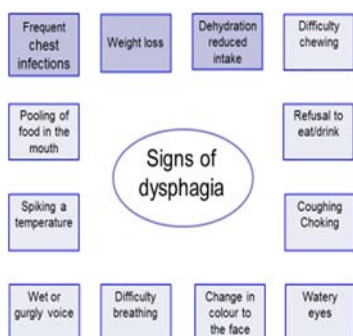 Frequent
chest
infections
Weight loss
Dehydration
reduced
intake
Difficulty
chewing
Pooling of
food in the
mouth
Signs of
dysphagia
Refusal to
eat/drink
Spiking a
temperature
Coughing
Choking
Wet or
gurgly voice
Difficulty
breathing
Change in
colour to
the face
Watery
eyes